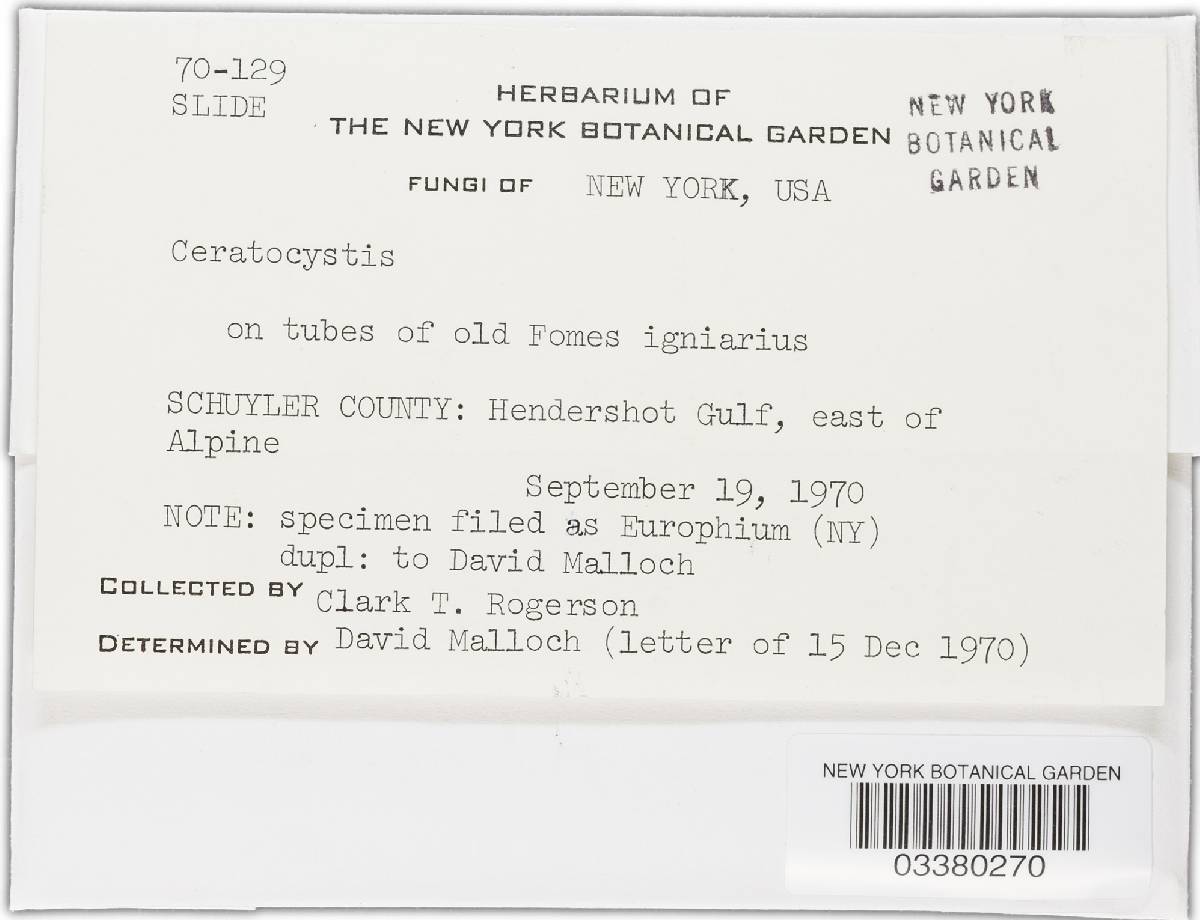 70-129
SLIDE
HERBARIUM OF
THE NEW YORK BOTANICAL GARDEN
NEW YORK
BOTANICAL
GARDEN
FUNGI OF NEW YORK, USA
Ceratocystis
on tubes of old Fomes igniarius
SCHUYLER COUNTY: Hendershot Gulf, east of
Alpine
September 19, 1970
NOTE: specimen filed as Europhium (NY)
dupl: to David Malloch
COLLECTED BY Clark T. Rogerson
DETERMINED BY David Malloch (letter of 15 Dec 1970)
NEW YORK BOTANICAL GARDEN
03380270